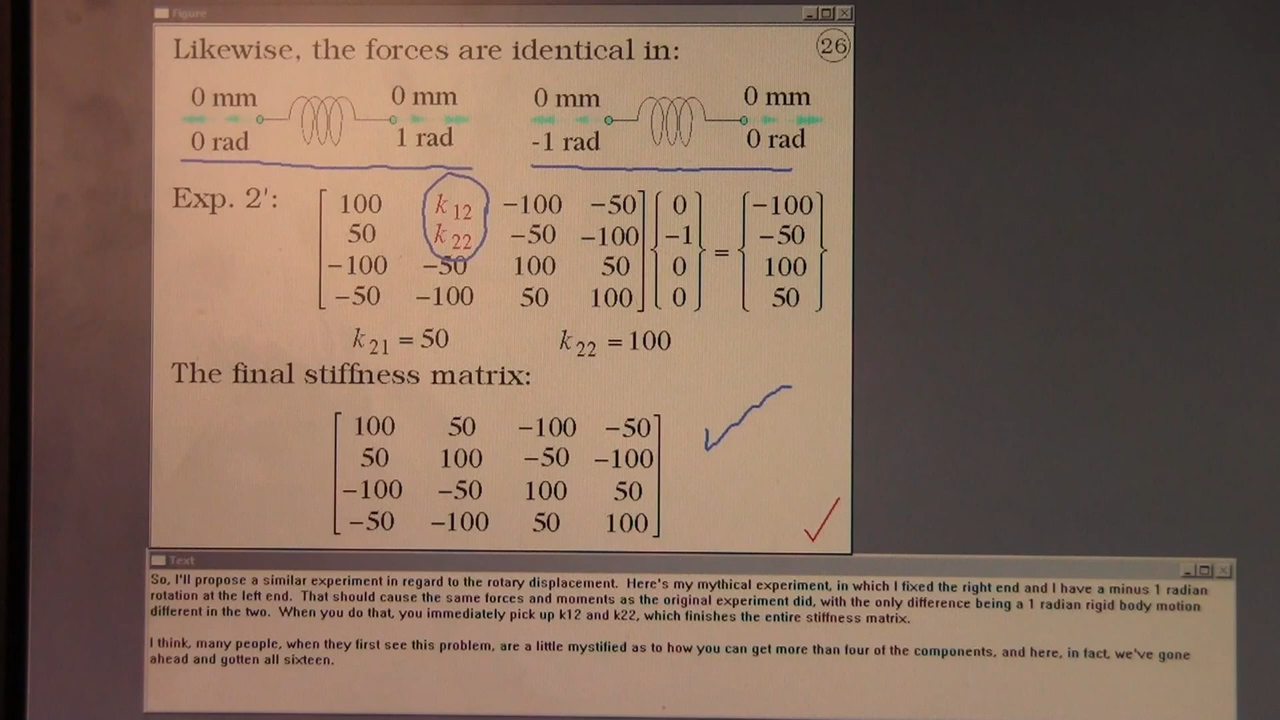 Figure
Likewise, the forces are identical in:
26
0 mm 0 mm 0 mm 0 mm
0 rad 1 rad -1 rad 0 rad
Exp. 2':
100 k12 −100 −50 0 −100
50 k22 −50 −100 −1 −50
−100 −50 100 50 0 = 100
−50 −100 50 100 0 50
k21 = 50 k22 = 100
The final stiffness matrix:
100 50 −100 −50
50 100 −50 −100
−100 −50 100 50
−50 −100 50 100
Text
So, I'll propose a similar experiment in regard to the rotary displacement. Here's my mythical experiment, in which I fixed the right end and I have a minus 1 radian
rotation at the left end. That should cause the same forces and moments as the original experiment did, with the only difference being a 1 radian rigid body motion
different in the two. When you do that, you immediately pick up k12 and k22, which finishes the entire stiffness matrix.
I think, many people, when they first see this problem, are a little mystified as to how you can get more than four of the components, and here, in fact, we've gone
ahead and gotten all sixteen.